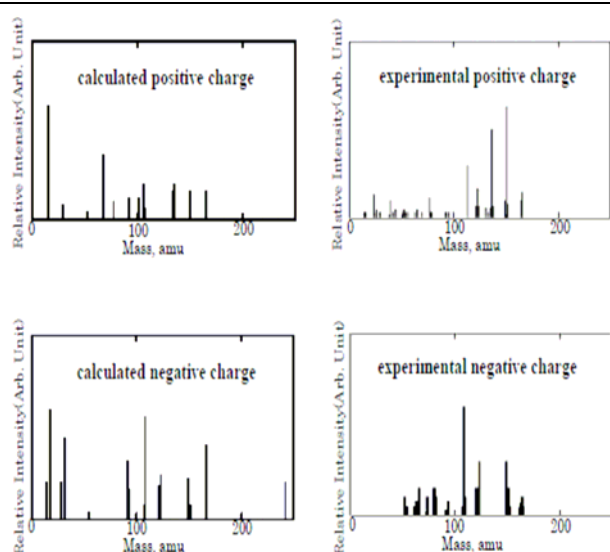 Relative Intensity(Arb. Unit)
calculated positive charge
0
100
200
Mass, amu
Relative Intensity(Arb. Unit)
experimental positive charge
0
100
200
Mass, amu
Relative Intensity(Arb. Unit)
calculated negative charge
0
100
200
Mass, amu
Relative Intensity(Arb. Unit)
experimental negative charge
0
100
200
Mass, amu